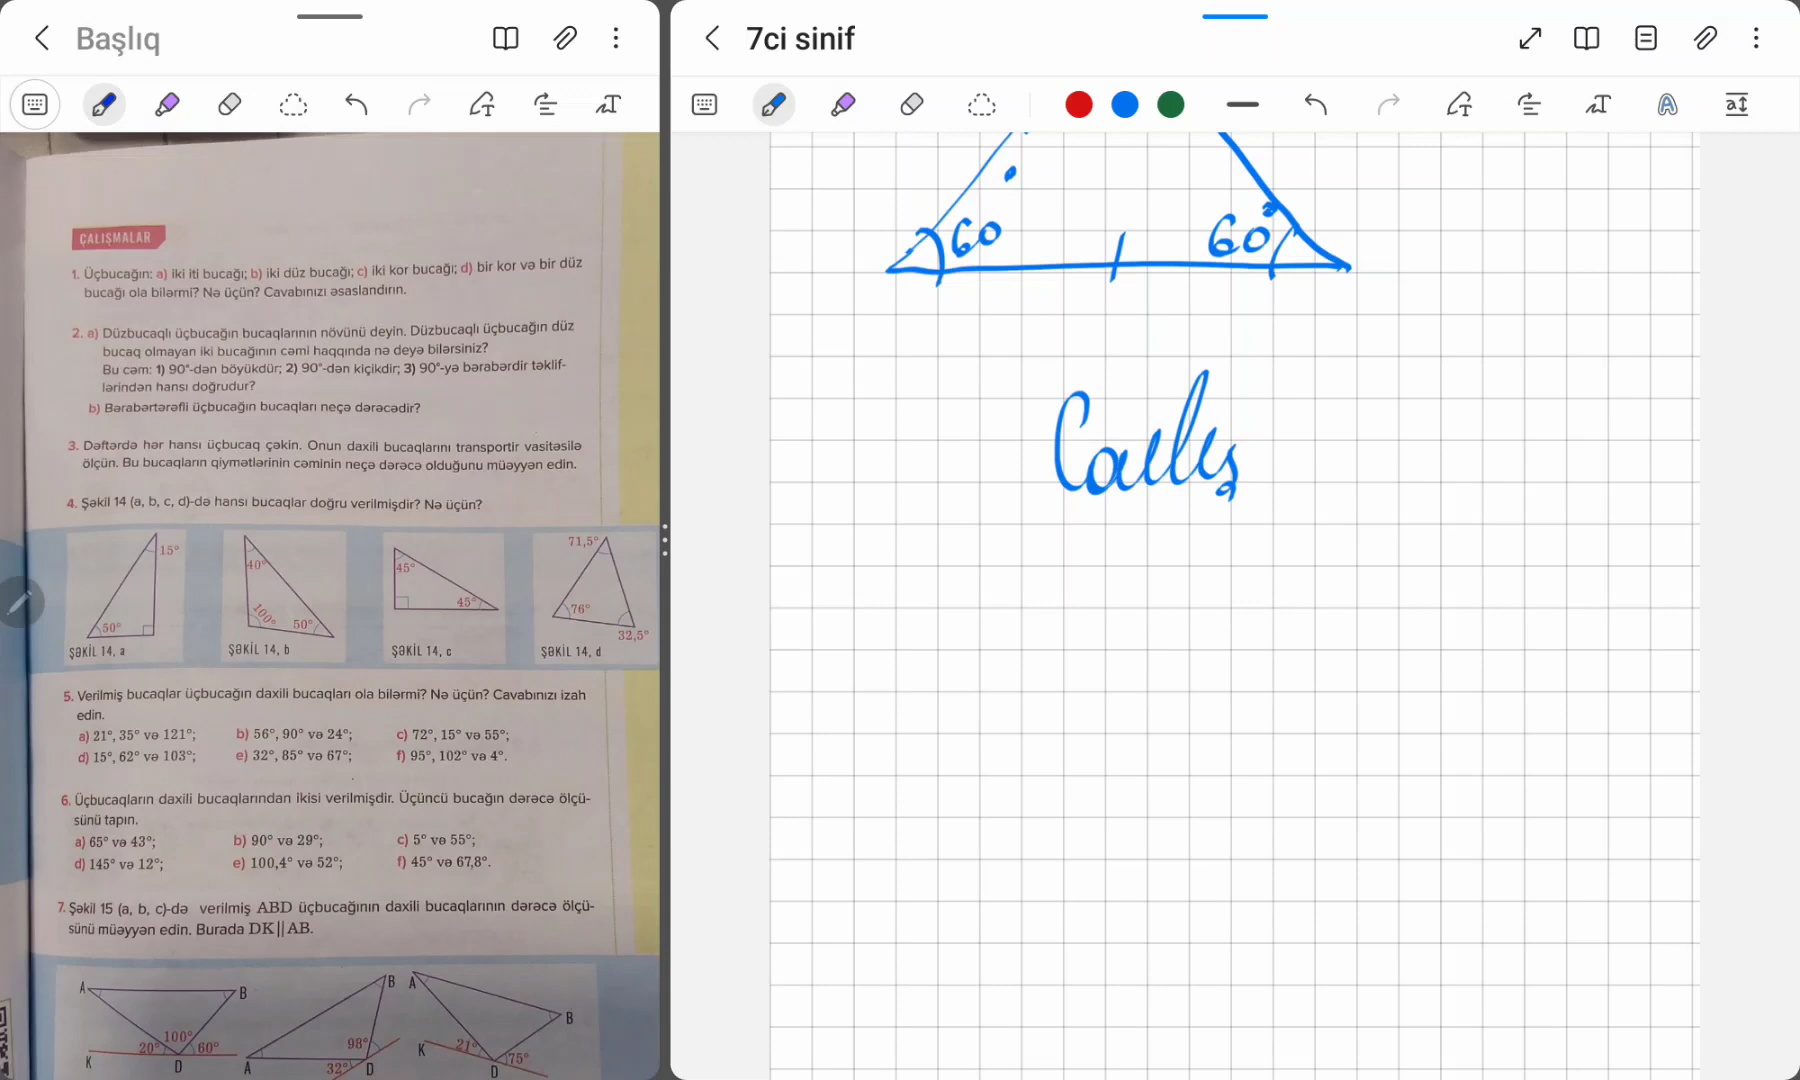 Başlıq
7ci sinif
ÇALIŞMALAR
1. Üçbucağın: a) iki iti bucağı; b) iki düz bucağı; c) iki kor bucağı; d) bir kor və bir düz
bucağı ola bilərmi? Nə üçün? Cavabınızı əsaslandırın.
2. a) Düzbucaqlı üçbucağın bucaqlarının növünü deyin. Düzbucaqlı üçbucağın düz
bucaq olmayan iki bucağının cəmi haqqında nə deyə bilərsiniz?
Bu cəm: 1) 90°-dən böyükdür; 2) 90°-dən kiçikdir; 3) 90°-yə bərabərdir təklif-
lərindən hansı doğrudur?
b) Bərabərtərəfli üçbucağın bucaqları neçə dərəcədir?
3. Dəftərdə hər hansı üçbucaq çəkin. Onun daxili bucaqlarını transportir vasitəsilə
ölçün. Bu bucaqların qiymətlərinin cəminin neçə dərəcə olduğunu müəyyən edin.
4. Şəkil 14 (a, b, c, d)-də hansı bucaqlar doğru verilmişdir? Nə üçün?
15°
50°
ŞƏKİL 14, a
40°
100°
50°
ŞƏKİL 14, b
45°
45°
ŞƏKİL 14, c
71,5°
76°
32,5°
ŞƏKİL 14, d
5. Verilmiş bucaqlar üçbucağın daxili bucaqları ola bilərmi? Nə üçün? Cavabınızı izah
edin.
a) 21°, 35° və 121°; b) 56°, 90° və 24°; c) 72°, 15° və 55°;
d) 15°, 62° və 103°; e) 32°, 85° və 67°; f) 95°, 102° və 4°.
6. Üçbucaqların daxili bucaqlarından ikisi verilmişdir. Üçüncü bucağın dərəcə ölçü-
sünü tapın.
a) 65° və 43°; b) 90° və 29°; c) 5° və 55°;
d) 145° və 12°; e) 100,4° və 52°; f) 45° və 67,8°.
7. Şəkil 15 (a, b, c)-də verilmiş ABD üçbucağının daxili bucaqlarının dərəcə ölçü-
sünü müəyyən edin. Burada DK||AB.
A
B
100°
20°
60°
K
D
B
98°
A
32°
D
A
B
K
21°
75°
D
60
60°